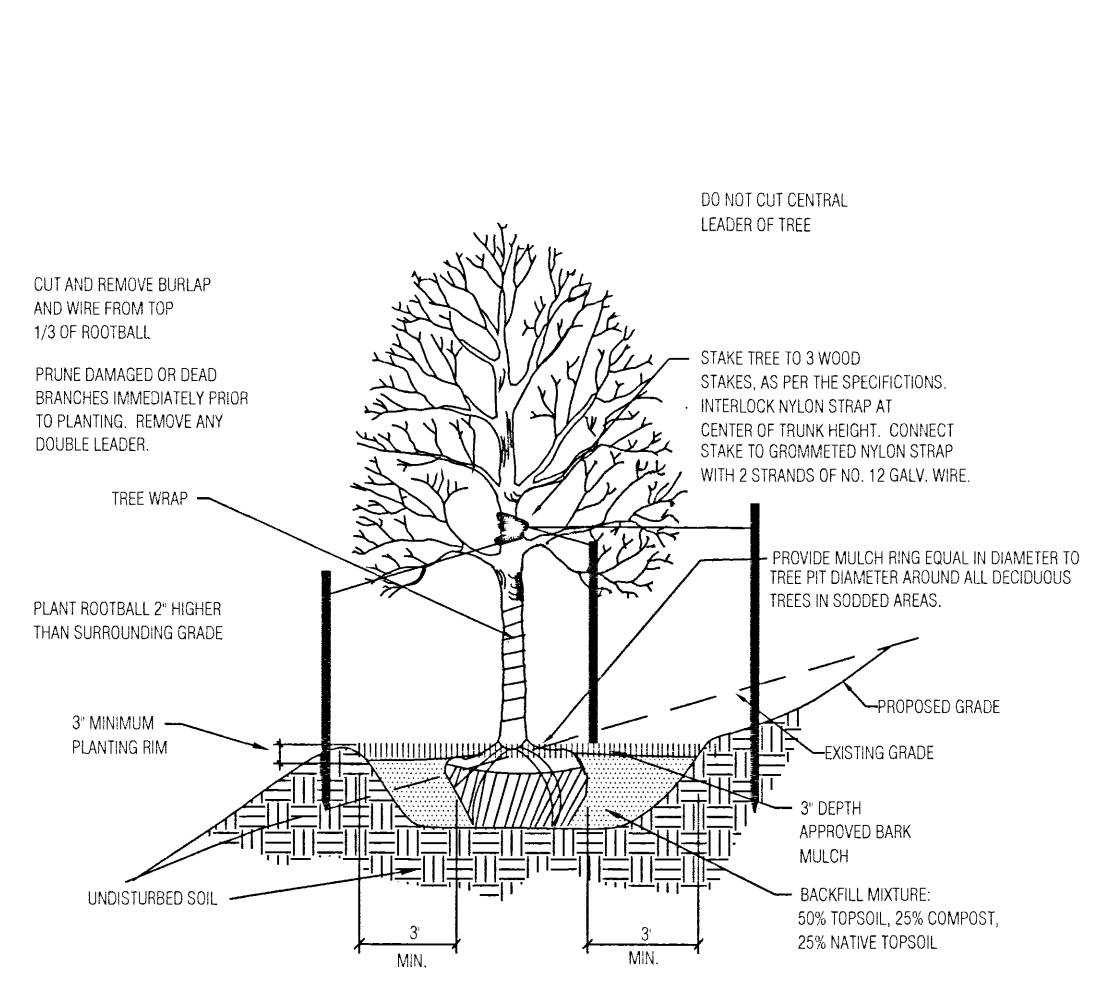 DO NOT CUT CENTRAL
LEADER OF TREE
CUT AND REMOVE BURLAP
AND WIRE FROM TOP
1/3 OF ROOTBALL
PRUNE DAMAGED OR DEAD
BRANCHES IMMEDIATELY PRIOR
TO PLANTING. REMOVE ANY
DOUBLE LEADER.
STAKE TREE TO 3 WOOD
STAKES, AS PER THE SPECIFICTIONS.
INTERLOCK NYLON STRAP AT
CENTER OF TRUNK HEIGHT. CONNECT
STAKE TO GROMMETED NYLON STRAP
WITH 2 STRANDS OF NO. 12 GALV. WIRE.
TREE WRAP
PROVIDE MULCH RING EQUAL IN DIAMETER TO
TREE PIT DIAMETER AROUND ALL DECIDUOUS
TREES IN SODDED AREAS.
PLANT ROOTBALL 2" HIGHER
THAN SURROUNDING GRADE
PROPOSED GRADE
3" MINIMUM
PLANTING RIM
EXISTING GRADE
3" DEPTH
APPROVED BARK
MULCH
UNDISTURBED SOIL
BACKFILL MIXTURE:
50% TOPSOIL, 25% COMPOST,
25% NATIVE TOPSOIL
3'
MIN.
3'
MIN.